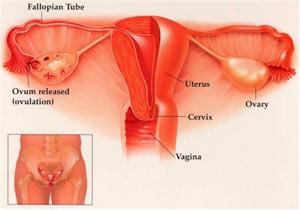 Fallopian Tube
Uterus
Ovum released
(ovulation)
Ovary
Cervix
Vagina